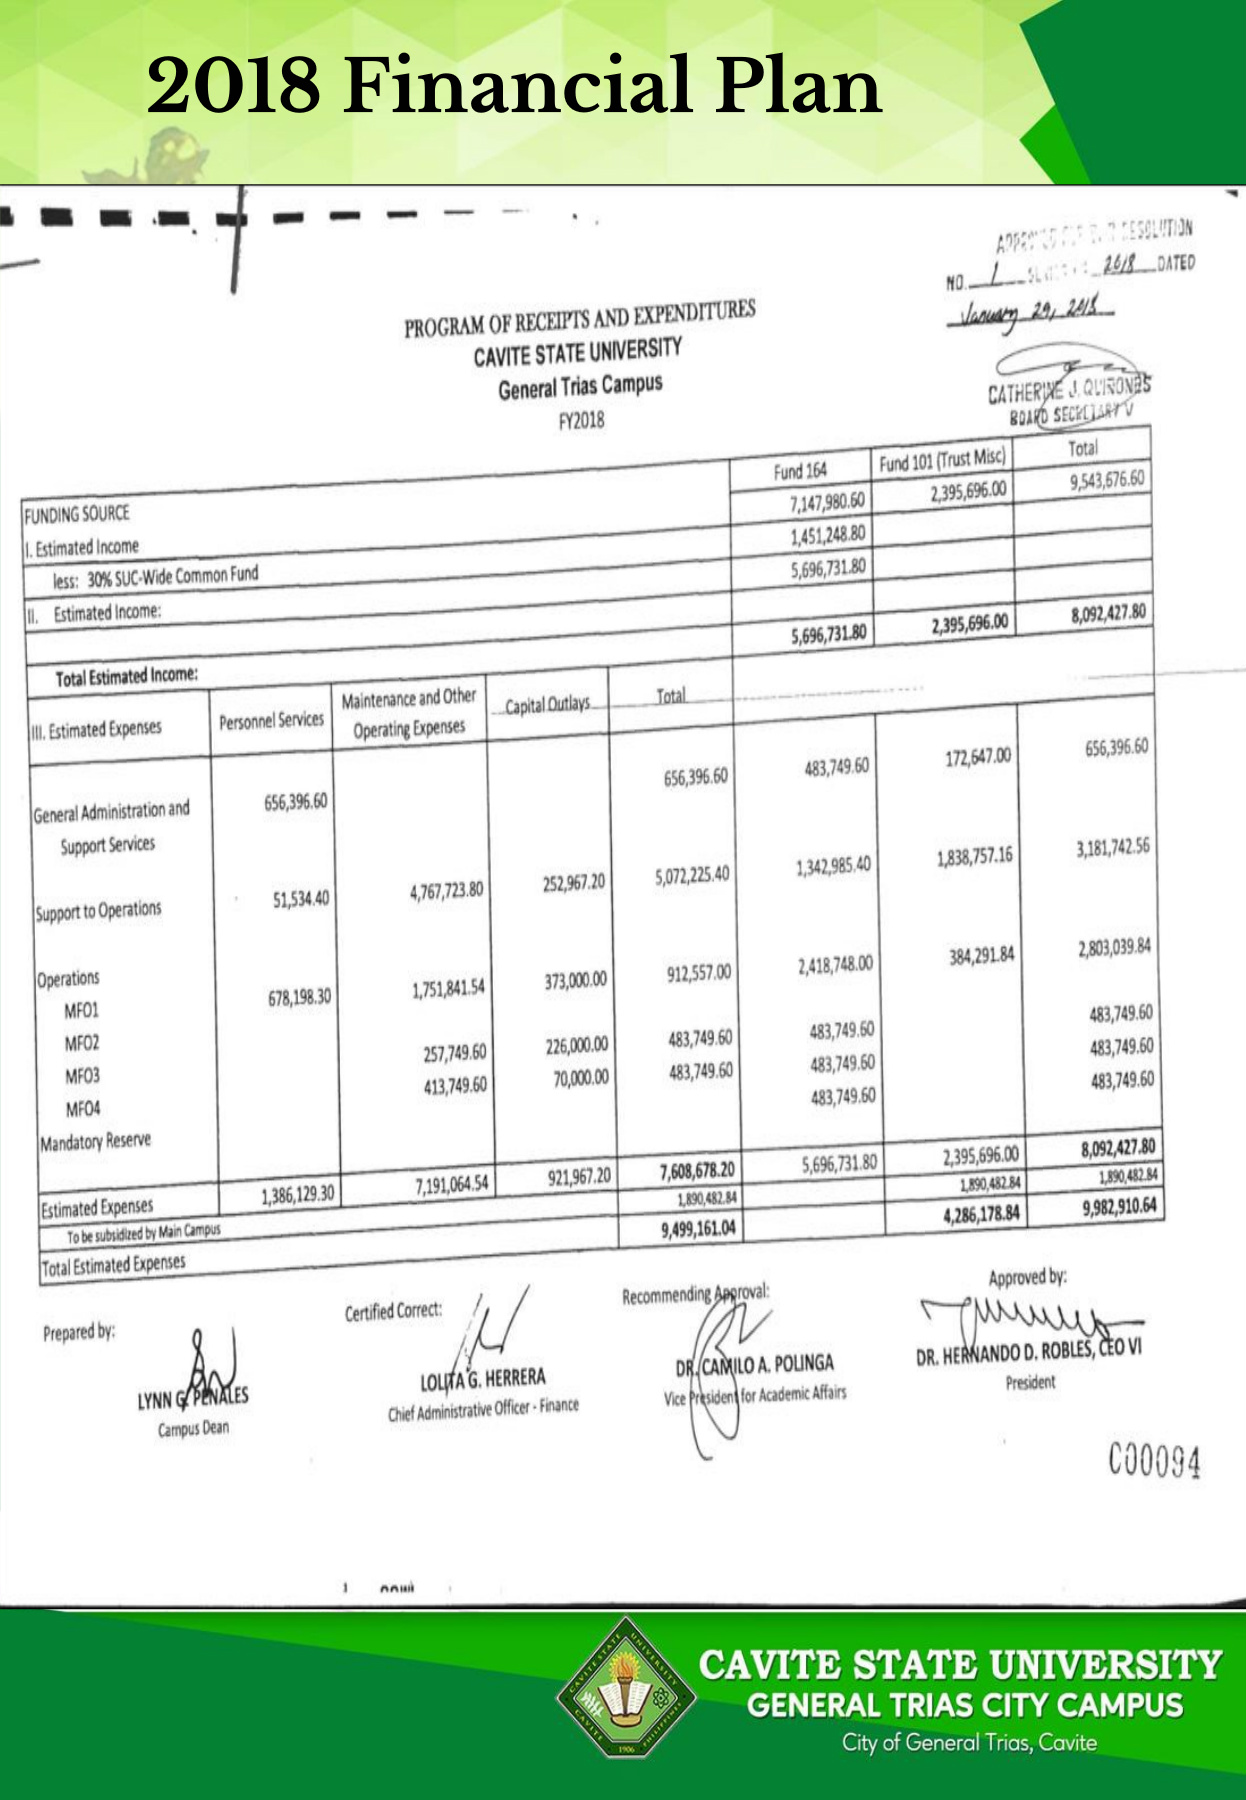 2018 Financial Plan
RESOLUTION
NO. 1 2018 DATED
January 29, 2018
CATHERINE J. QUIRONES
BOARD SECRETARY V
PROGRAM OF RECEIPTS AND EXPENDITURES
CAVITE STATE UNIVERSITY
General Trias Campus
FY2018
Fund 164 Fund 101 (Trust Misc) Total
FUNDING SOURCE 7,147,980.60 2,395,696.00 9,543,676.60
I. Estimated Income 1,451,248.80
less: 30% SUC-Wide Common Fund 5,696,731.80
II. Estimated Income:
5,696,731.80 2,395,696.00 8,092,427.80
Total Estimated Income:
III. Estimated Expenses Personnel Services Maintenance and Other Operating Expenses Capital Outlays Total
General Administration and 656,396.60 656,396.60 483,749.60 172,647.00 656,396.60
Support Services
Support to Operations 51,534.40 4,767,723.80 252,967.20 5,072,225.40 1,342,985.40 1,838,757.16 3,181,742.56
Operations
MFO1 678,198.30 1,751,841.54 373,000.00 912,557.00 2,418,748.00 384,291.84 2,803,039.84
MFO2 257,749.60 226,000.00 483,749.60 483,749.60 483,749.60
MFO3 413,749.60 70,000.00 483,749.60 483,749.60 483,749.60
MFO4 483,749.60 483,749.60
Mandatory Reserve
Estimated Expenses 1,386,129.30 7,191,064.54 921,967.20 7,608,678.20 5,696,731.80 2,395,696.00 8,092,427.80
To be subsidized by Main Campus 1,890,482.84 1,890,482.84 1,890,482.84
Total Estimated Expenses 9,499,161.04 4,286,178.84 9,982,910.64
Prepared by: Certified Correct: Recommending Approval: Approved by:
LYNN G. PENALES LOLITA G. HERRERA DR. CAMILO A. POLINGA DR. HERNANDO D. ROBLES, CEO VI
Campus Dean Chief Administrative Officer - Finance Vice President for Academic Affairs President
C00094
CAVITE STATE UNIVERSITY
GENERAL TRIAS CITY CAMPUS
City of General Trias, Cavite
CAVITE STATE UNIVERSITY
CAVITE 1906 PHILIPPINES